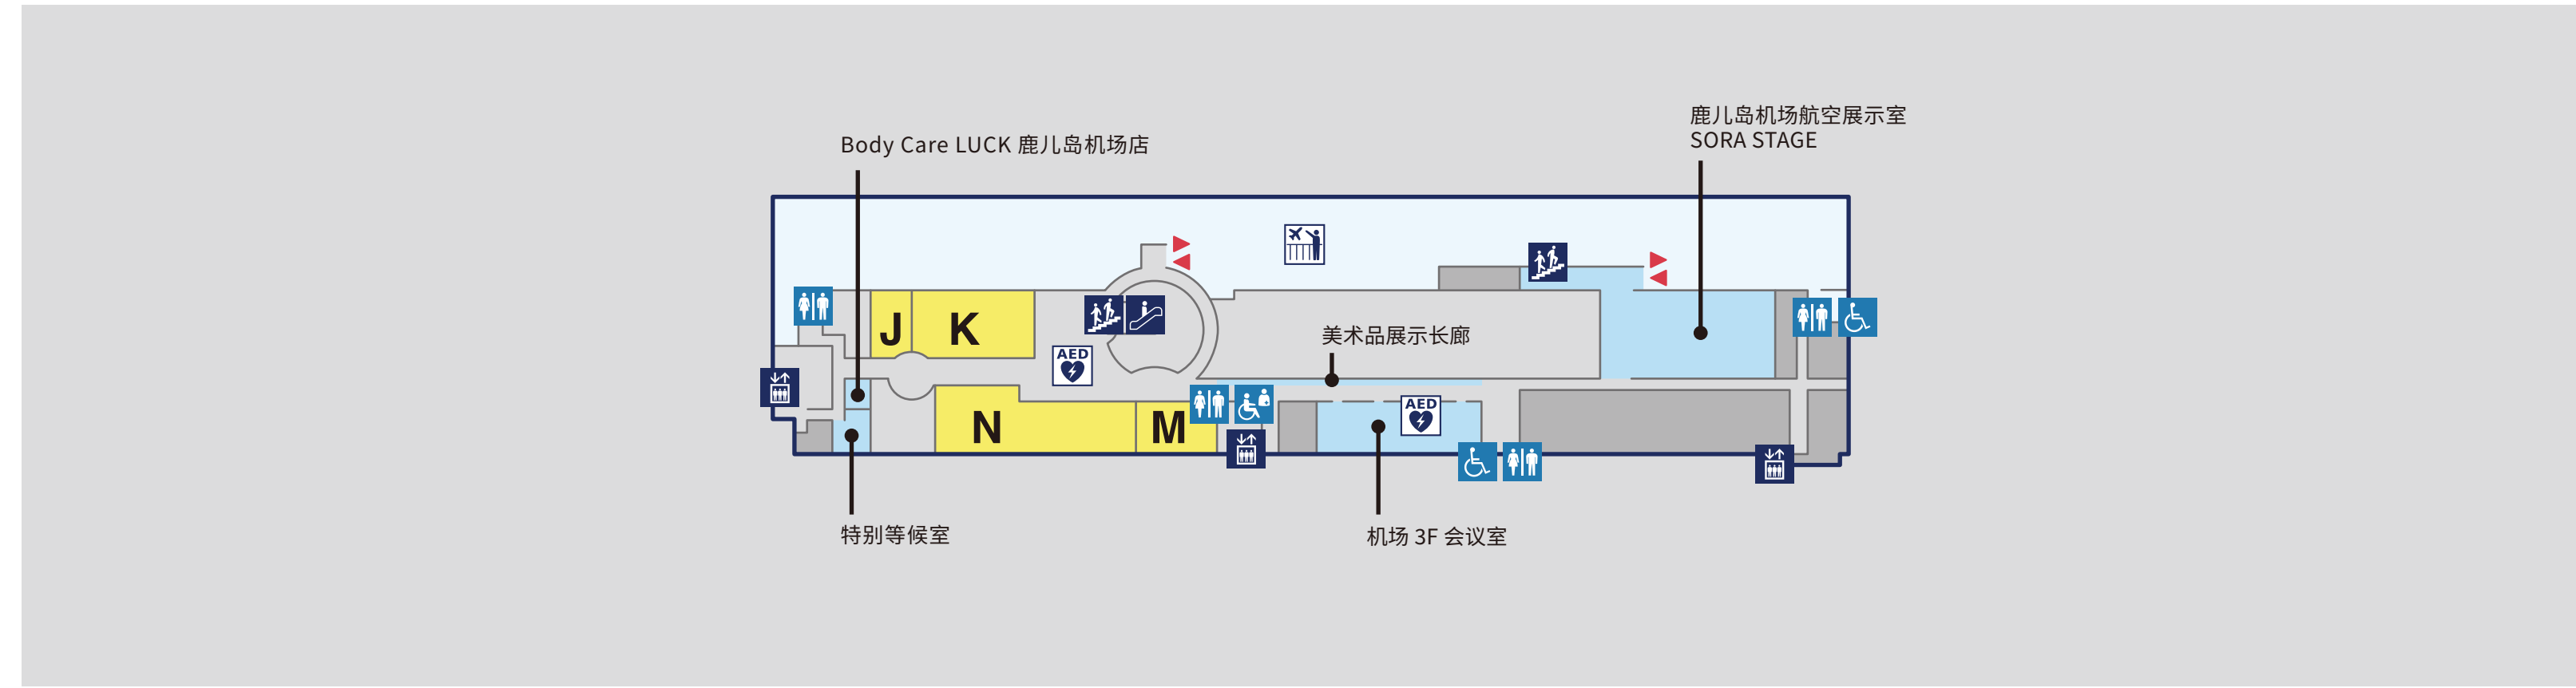 鹿儿岛机场航空展示室
SORA STAGE
Body Care LUCK 鹿儿岛机场店
J
K
美术品展示长廊
AED
AED
N
M
特别等候室
机场 3F 会议室